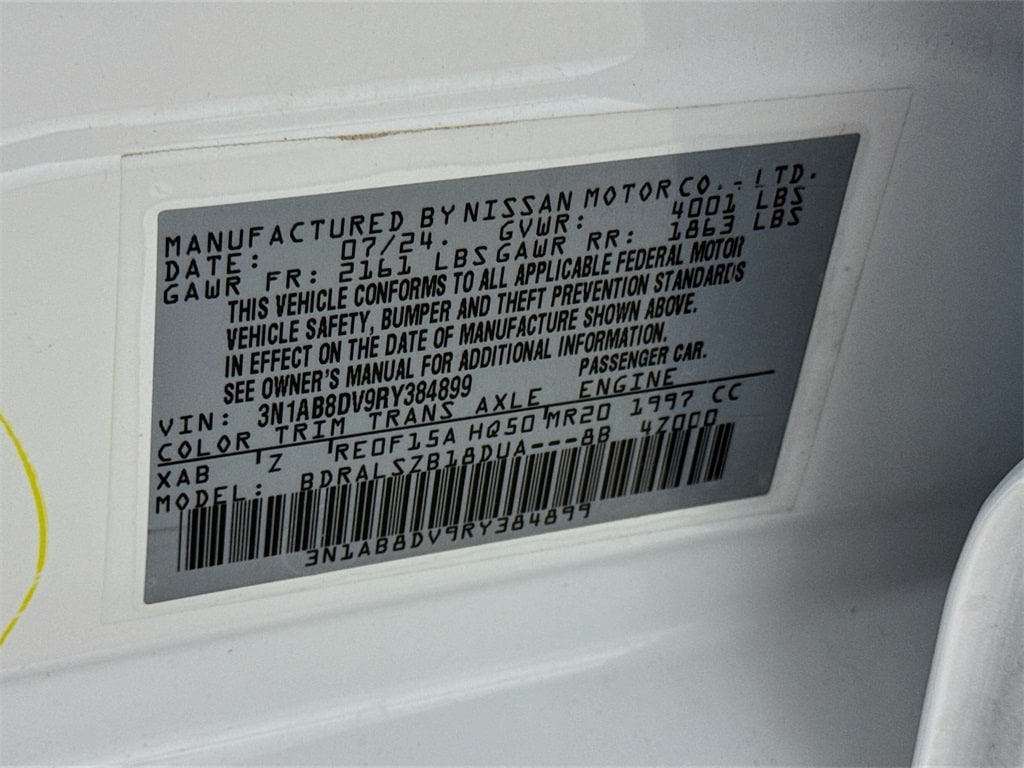 MANUFACTURED BY NISSAN MOTOR CO., LTD.
DATE: 07/24. GVWR: 4001 LBS
GAWR FR: 2161 LBS GAWR RR: 1863 LBS
THIS VEHICLE CONFORMS TO ALL APPLICABLE FEDERAL MOTOR
VEHICLE SAFETY, BUMPER AND THEFT PREVENTION STANDARDS
IN EFFECT ON THE DATE OF MANUFACTURE SHOWN ABOVE.
SEE OWNER'S MANUAL FOR ADDITIONAL INFORMATION.
VIN: 3N1AB8DV9RY384899 PASSENGER CAR.
COLOR TRIM TRANS AXLE ENGINE
XAB Z RE0F15A HQ50 MR20 1997 CC
MODEL: BDRALSZB18DUA---8B 4Z000
3N1AB8DV9RY384899